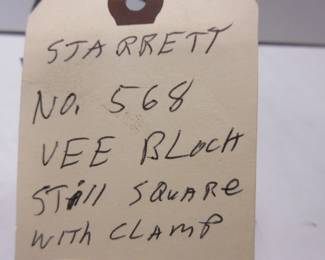 STARRETT
NO. 568
VEE BLOCK
Still SQUARe
with CLAMP